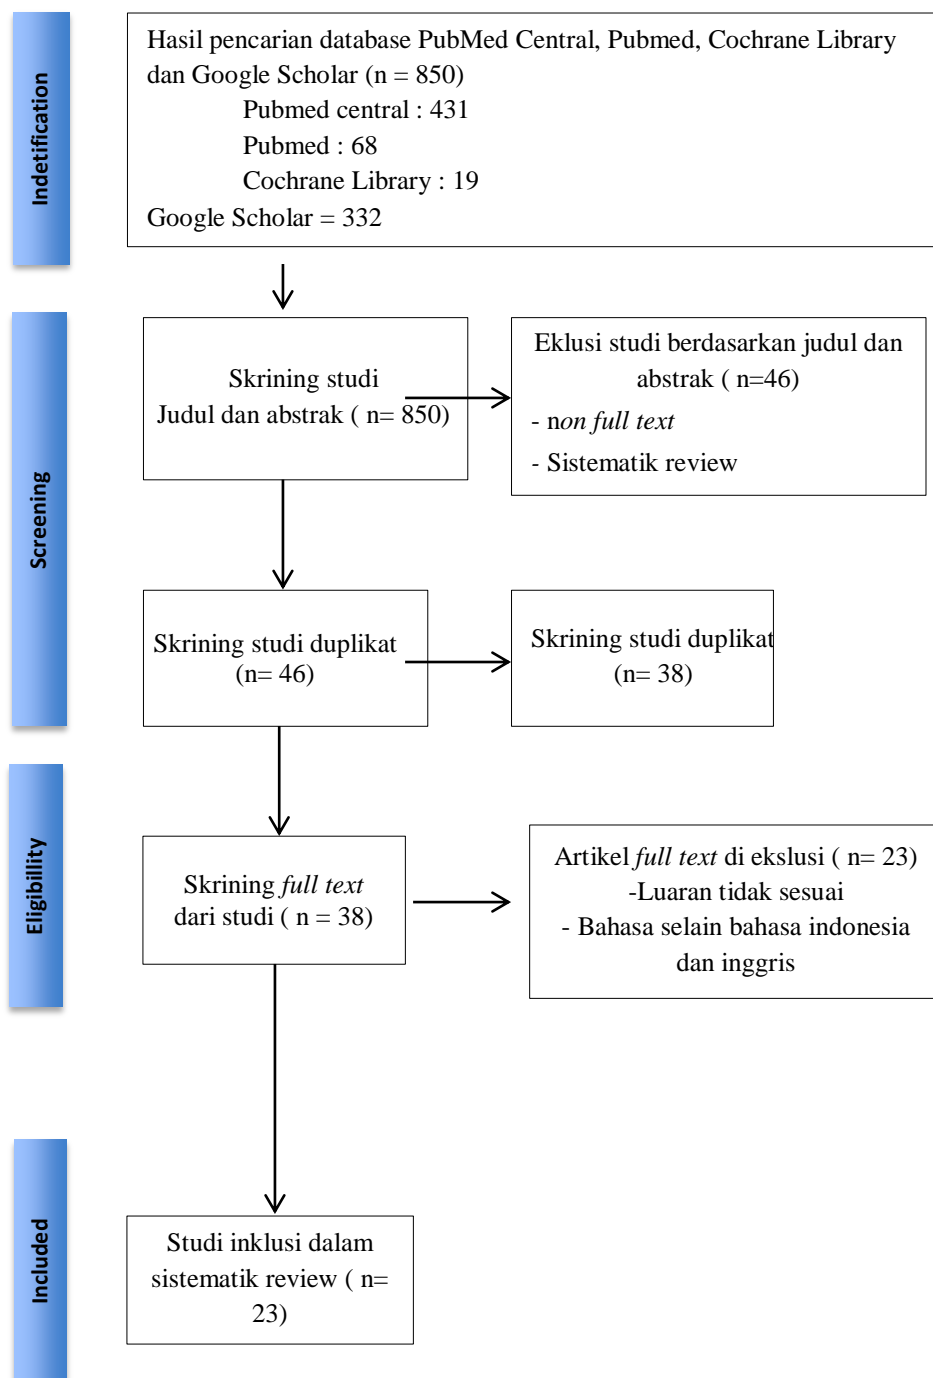 Indetification
Hasil pencarian database PubMed Central, Pubmed, Cochrane Library
dan Google Scholar (n = 850)
Pubmed central : 431
Pubmed : 68
Cochrane Library : 19
Google Scholar = 332
Screening
Skrining studi
Judul dan abstrak ( n= 850)
Eklusi studi berdasarkan judul dan
abstrak ( n=46)
- non full text
- Sistematik review
Skrining studi duplikat
(n= 46)
Skrining studi duplikat
(n= 38)
Eligibillity
Skrining full text
dari studi ( n = 38)
Artikel full text di ekslusi ( n= 23)
-Luaran tidak sesuai
- Bahasa selain bahasa indonesia
dan inggris
Included
Studi inklusi dalam
sistematik review ( n=
23)